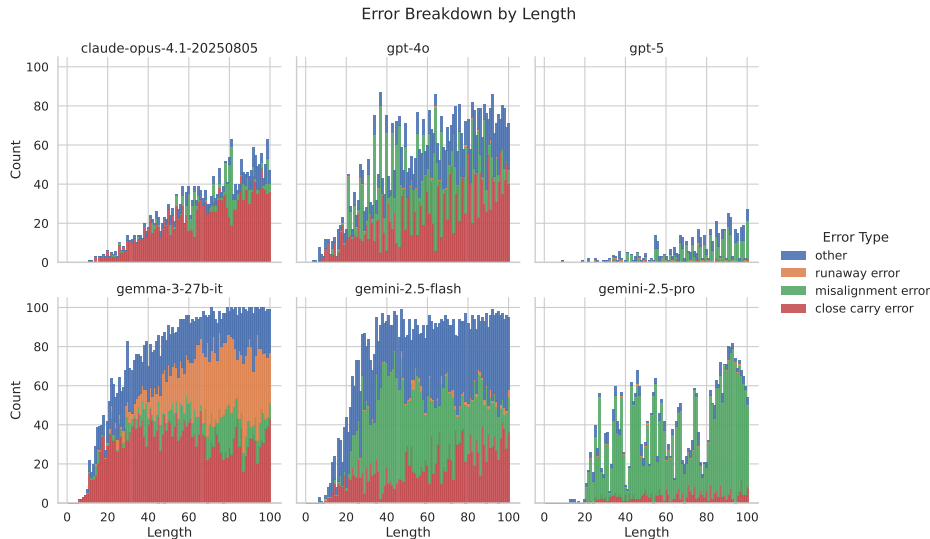 Error Breakdown by Length
claude-opus-4.1-20250805
gpt-4o
gpt-5
100
80
60
40
20
0
Count
gemma-3-27b-it
gemini-2.5-flash
gemini-2.5-pro
100
80
60
40
20
0
Count
0 20 40 60 80 100
0 20 40 60 80 100
0 20 40 60 80 100
Length
Length
Length
Error Type
other
runaway error
misalignment error
close carry error